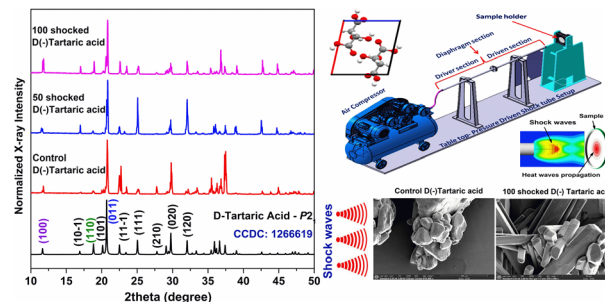 100 shocked
D(-)Tartaric acid
50 shocked
D(-)Tartaric acid
Control
D(-)Tartaric acid
D-Tartaric Acid - P2₁
CCDC: 1266619
(100)
(10-1)
(110)
(101)
(011)
(11-1)
(111)
(210)
(020)
(120)
Normalized X-ray Intensity
10 15 20 25 30 35 40 45 50
2theta (degree)
Sample holder
Diaphragm section
Driven section
Driver section
Air Compressor
Table top- Pressure Driven Shock tube Setup
Shock waves
Sample
Heat waves propagation
Shock waves
Control D(-)Tartaric acid
100 shocked D(-) Tartaric acid